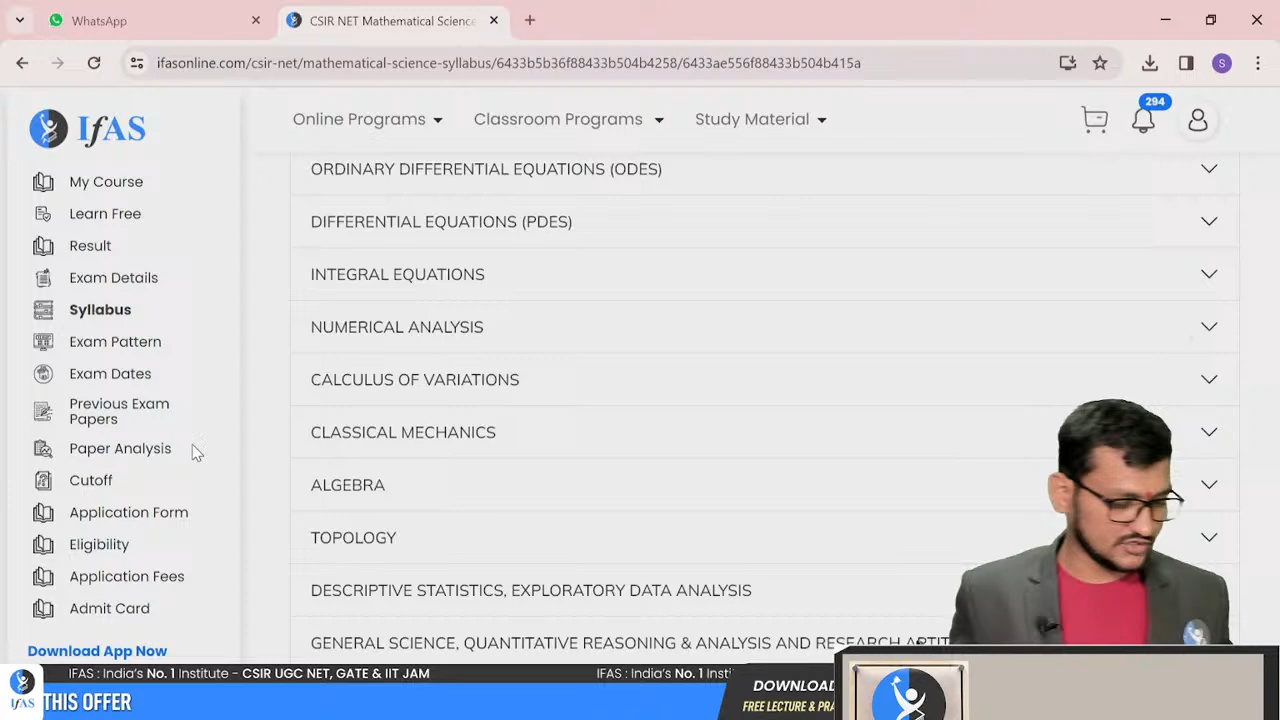 WhatsApp
CSIR NET Mathematical Science
ifasonline.com/csir-net/mathematical-science-syllabus/6433b5b36f88433b504b4258/6433ae556f88433b504b415a
S
IfAS
Online Programs
Classroom Programs
Study Material
294
My Course
Learn Free
Result
Exam Details
Syllabus
Exam Pattern
Exam Dates
Previous Exam
Papers
Paper Analysis
Cutoff
Application Form
Eligibility
Application Fees
Admit Card
Download App Now
ORDINARY DIFFERENTIAL EQUATIONS (ODES)
DIFFERENTIAL EQUATIONS (PDES)
INTEGRAL EQUATIONS
NUMERICAL ANALYSIS
CALCULUS OF VARIATIONS
CLASSICAL MECHANICS
ALGEBRA
TOPOLOGY
DESCRIPTIVE STATISTICS, EXPLORATORY DATA ANALYSIS
GENERAL SCIENCE, QUANTITATIVE REASONING & ANALYSIS AND RESEARCH
IFAS : India's No. 1 Institute - CSIR UGC NET, GATE & IIT JAM
IFAS : India's No. 1 Inst
IfAS
THIS OFFER
DOWNLOAD
FREE LECTURE & PRA